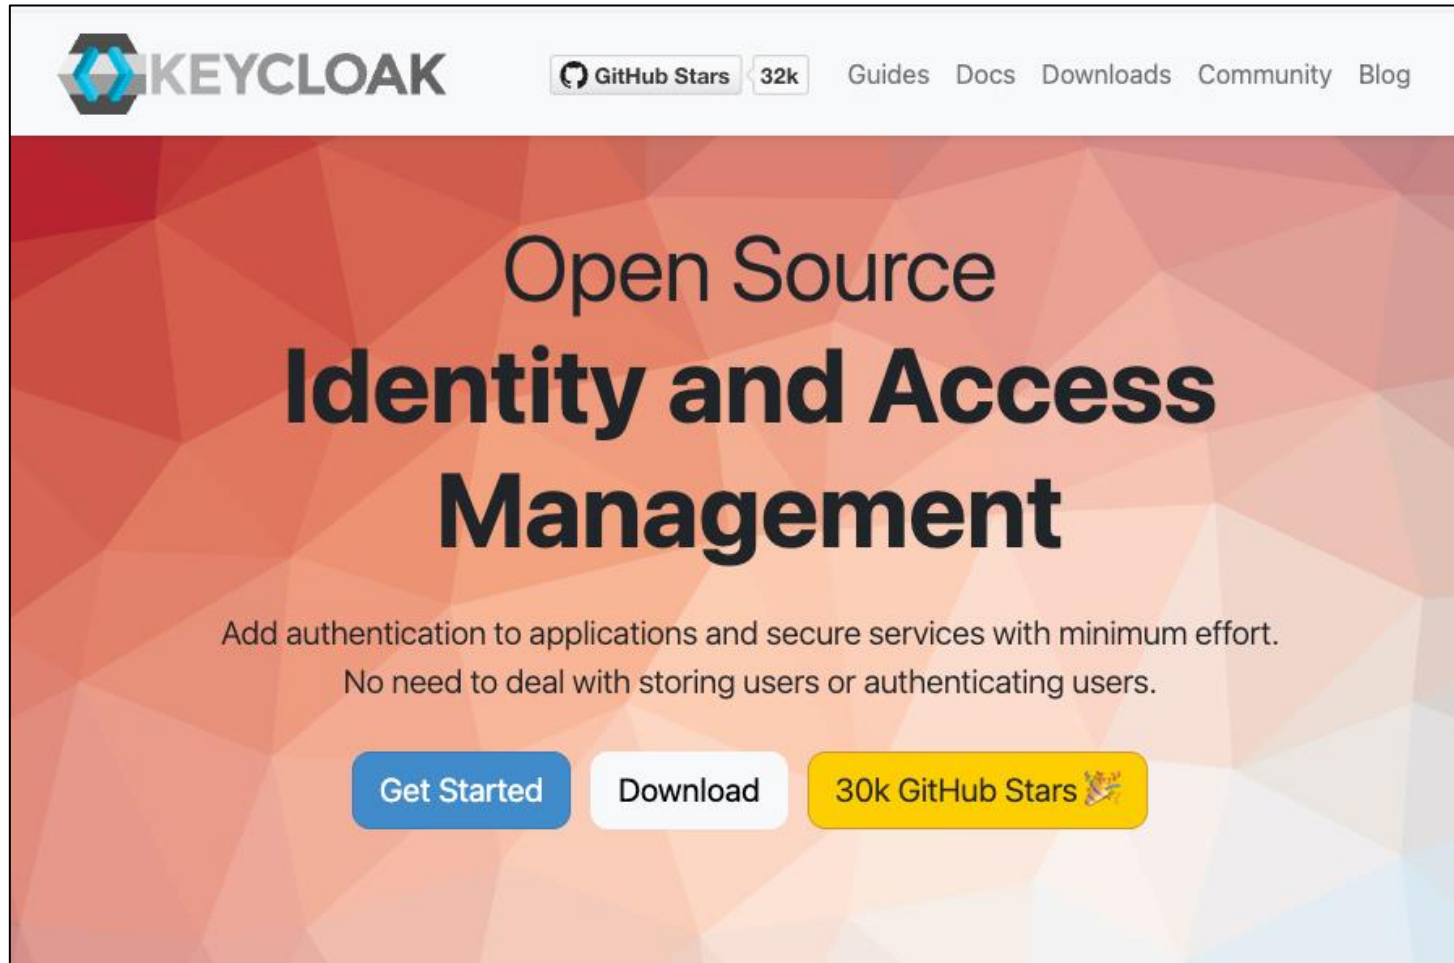 KEYCLOAK
GitHub Stars 32k Guides Docs Downloads Community Blog
Open Source
Identity and Access
Management
Add authentication to applications and secure services with minimum effort.
No need to deal with storing users or authenticating users.
Get Started Download 30k GitHub Stars 🎉